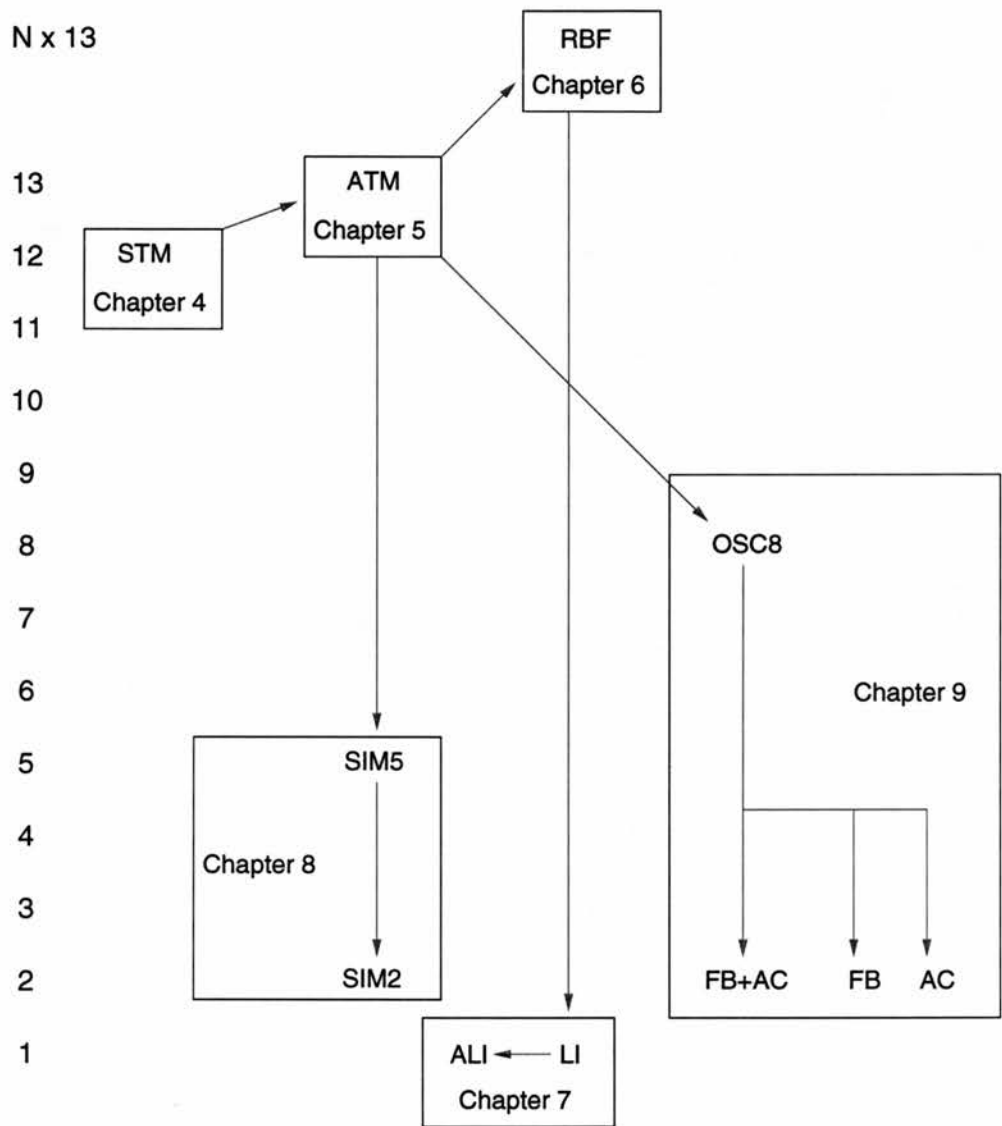 N x 13
RBF
Chapter 6
13
ATM
Chapter 5
12
STM
Chapter 4
11
10
9
8
OSC8
7
6
Chapter 9
5
SIM5
4
Chapter 8
3
2
SIM2
FB+AC
FB
AC
1
ALI
LI
Chapter 7